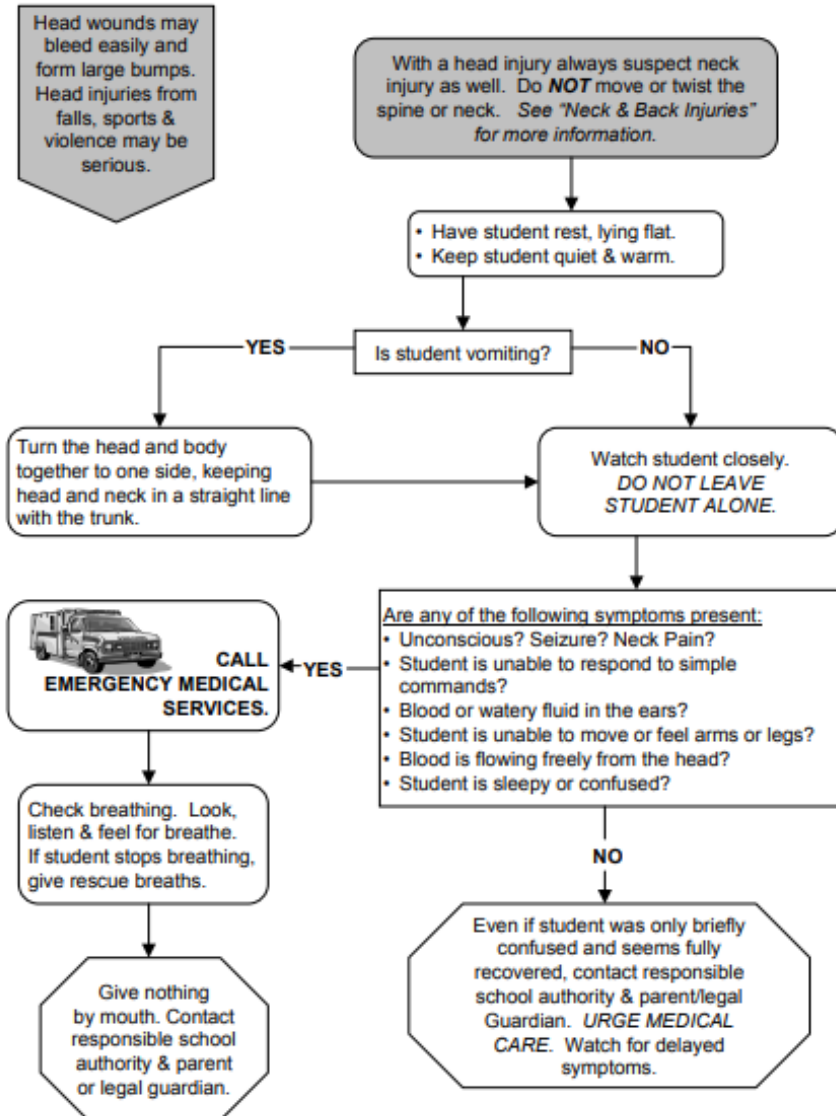 Head wounds may
bleed easily and
form large bumps.
Head injuries from
falls, sports &
violence may be
serious.
With a head injury always suspect neck
injury as well.  Do NOT move or twist the
spine or neck.  See “Neck & Back Injuries”
for more information.
• Have student rest, lying flat.
• Keep student quiet & warm.
Is student vomiting?
YES
NO
Turn the head and body
together to one side, keeping
head and neck in a straight line
with the trunk.
Watch student closely.
DO NOT LEAVE
STUDENT ALONE.
Are any of the following symptoms present:
• Unconscious? Seizure? Neck Pain?
• Student is unable to respond to simple
commands?
• Blood or watery fluid in the ears?
• Student is unable to move or feel arms or legs?
• Blood is flowing freely from the head?
• Student is sleepy or confused?
YES
CALL
EMERGENCY MEDICAL
SERVICES.
Check breathing.  Look,
listen & feel for breathe.
If student stops breathing,
give rescue breaths.
Give nothing
by mouth. Contact
responsible school
authority & parent
or legal guardian.
NO
Even if student was only briefly
confused and seems fully
recovered, contact responsible
school authority & parent/legal
Guardian.  URGE MEDICAL
CARE.  Watch for delayed
symptoms.